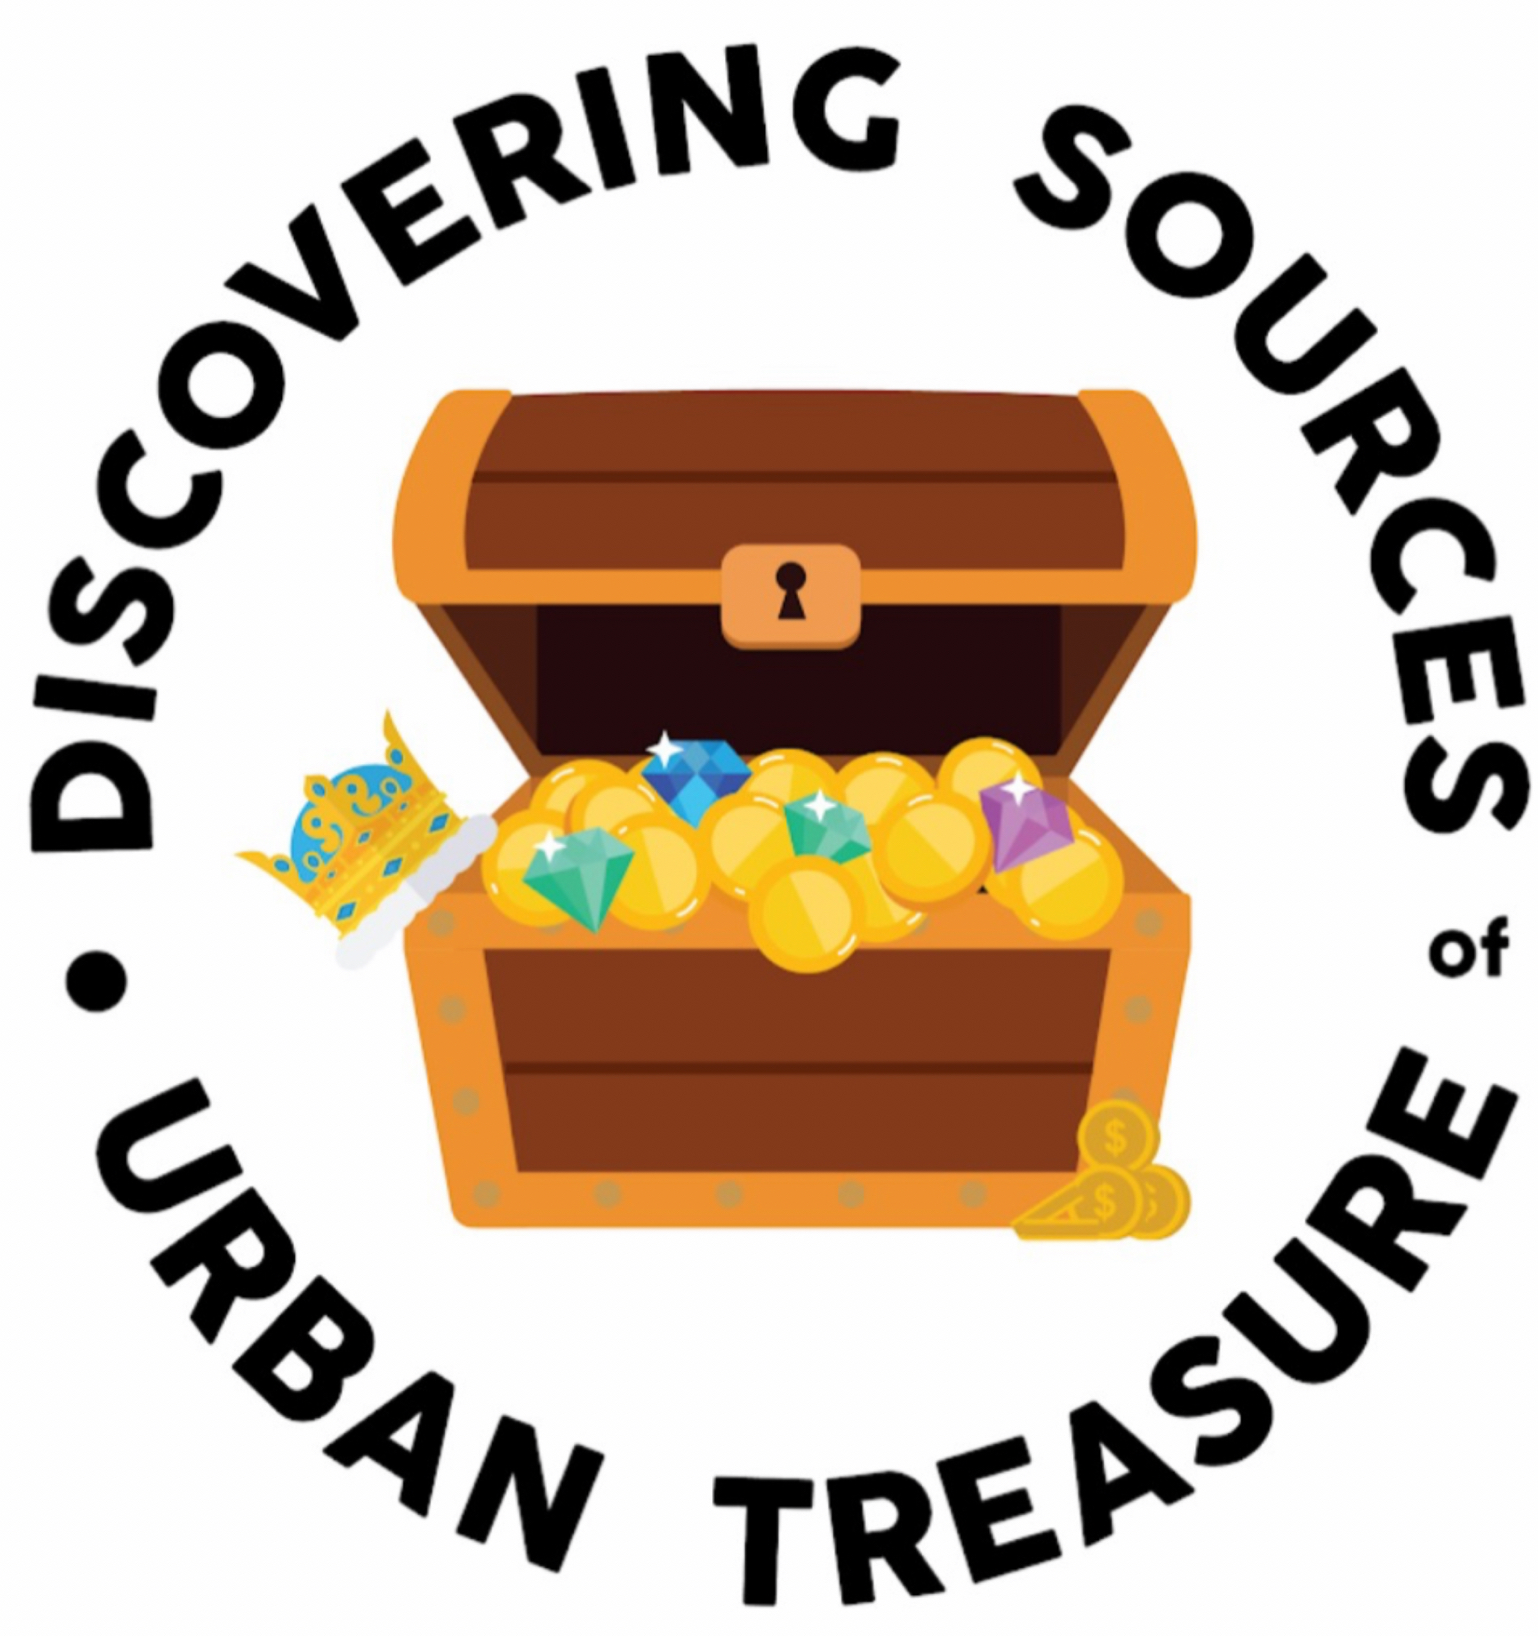 DISCOVERING SOURCES
of
URBAN TREASURE
$
$